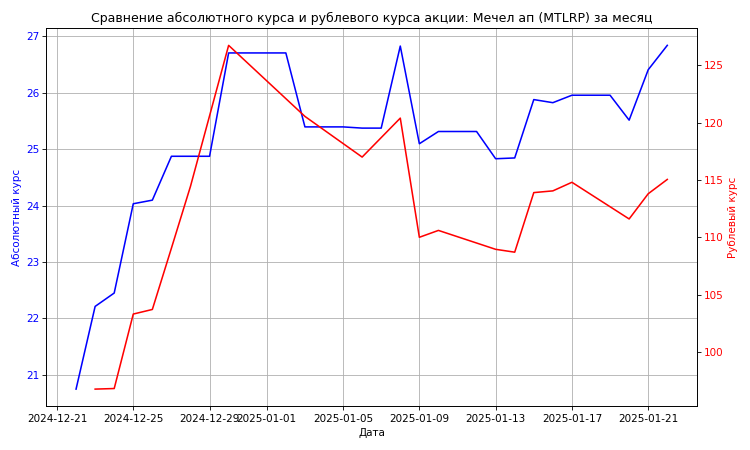 Сравнение абсолютного курса и рублевого курса акции: Мечел ап (MTLRP) за месяц
27
26
25
24
23
22
21
Абсолютный курс
125
120
115
110
105
100
Рублевый курс
2024-12-21 2024-12-25 2024-12-29 2025-01-01 2025-01-05 2025-01-09 2025-01-13 2025-01-17 2025-01-21
Дата